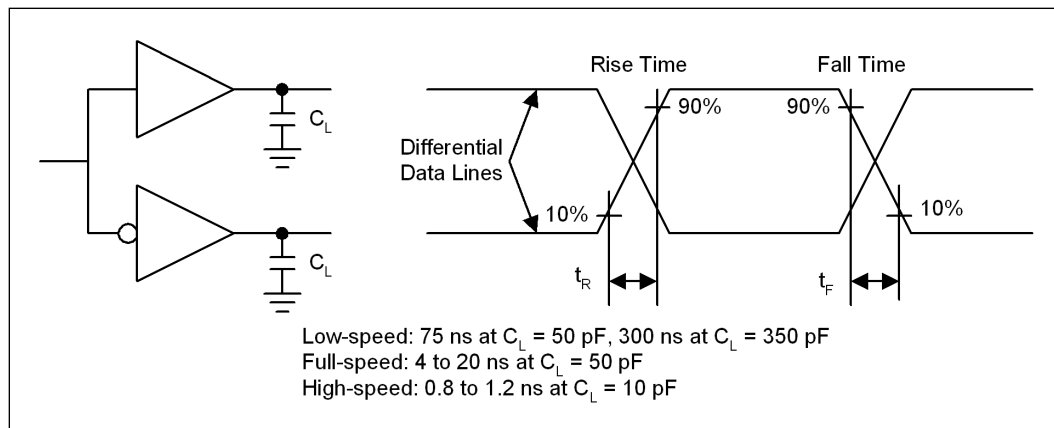 Rise Time
Fall Time
90%
90%
C_L
Differential
Data Lines
10%
10%
C_L
t_R
t_F
Low-speed: 75 ns at C_L = 50 pF, 300 ns at C_L = 350 pF
Full-speed: 4 to 20 ns at C_L = 50 pF
High-speed: 0.8 to 1.2 ns at C_L = 10 pF